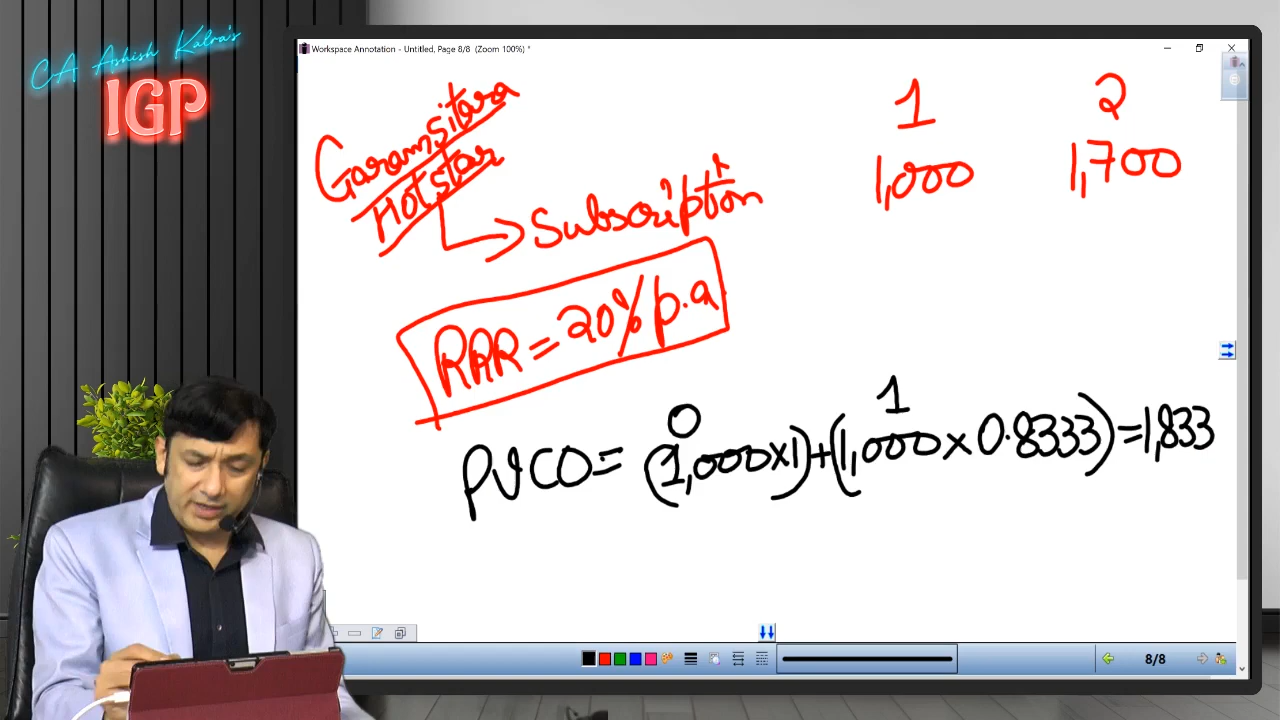 CA Ashish Kalra's
IGP
Workspace Annotation - Untitled, Page 8/8 (Zoom 100%) *
Garamsitara
Hotstar
Subscription
1 2
1,000 1,700
RRR = 20% p.a
0 1
PVCO = (1,000×1)+(1,000×0.8333)=1,833
8/8